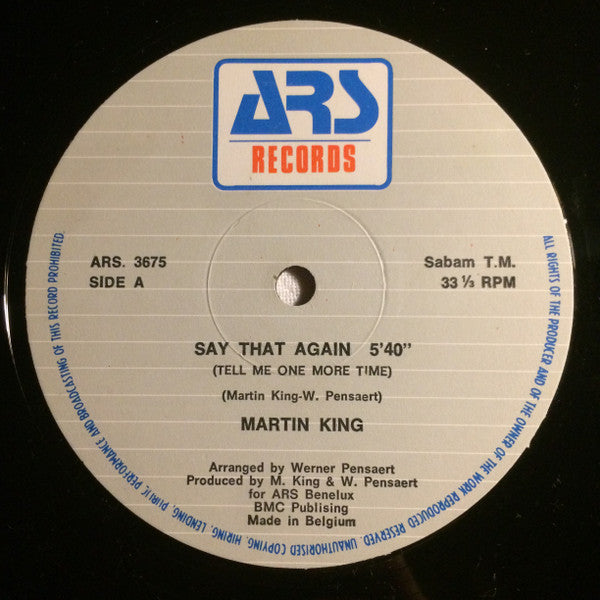 ARS
RECORDS
ARS. 3675
SIDE A
Sabam T.M.
33 ⅓ RPM
SAY THAT AGAIN 5'40"
(TELL ME ONE MORE TIME)
(Martin King-W. Pensaert)
MARTIN KING
Arranged by Werner Pensaert
Produced by M. King & W. Pensaert
for ARS Benelux
BMC Publising
Made in Belgium
ALL RIGHTS OF THE PRODUCER AND OF THE OWNER OF THE WORK REPRODUCED RESERVED. UNAUTHORISED COPYING, HIRING, LENDING, PUBLIC PERFORMANCE AND BROADCASTING OF THIS RECORD PROHIBITED.